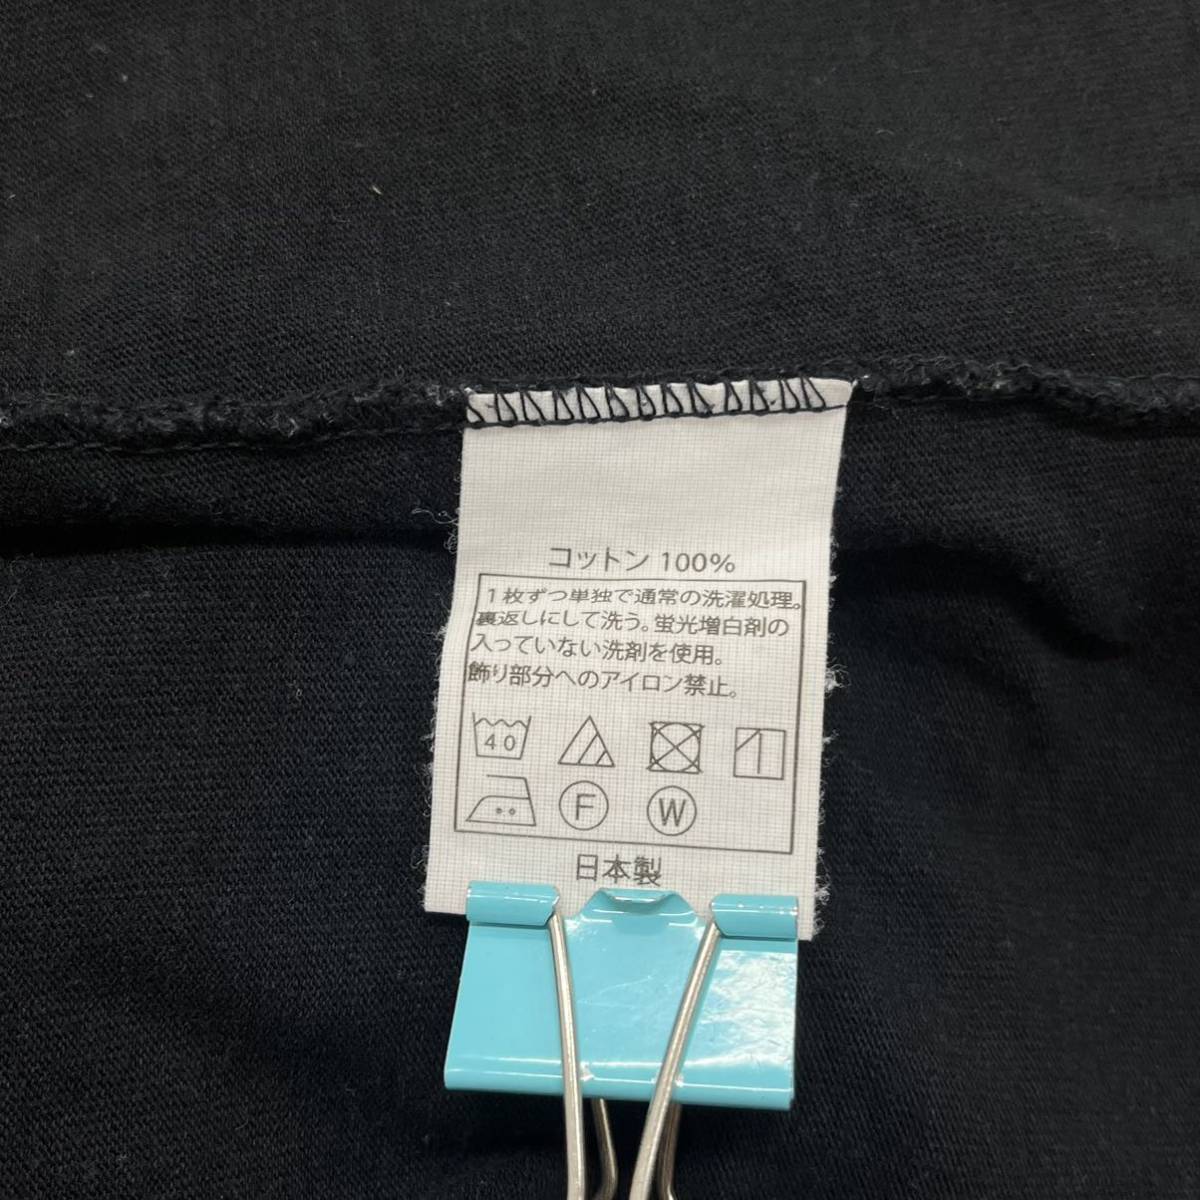 コットン 100%
1枚ずつ単独で通常の洗濯処理。
裏返しにして洗う。蛍光増白剤の
入っていない洗剤を使用。
飾り部分へのアイロン禁止。
40
F W
日本製